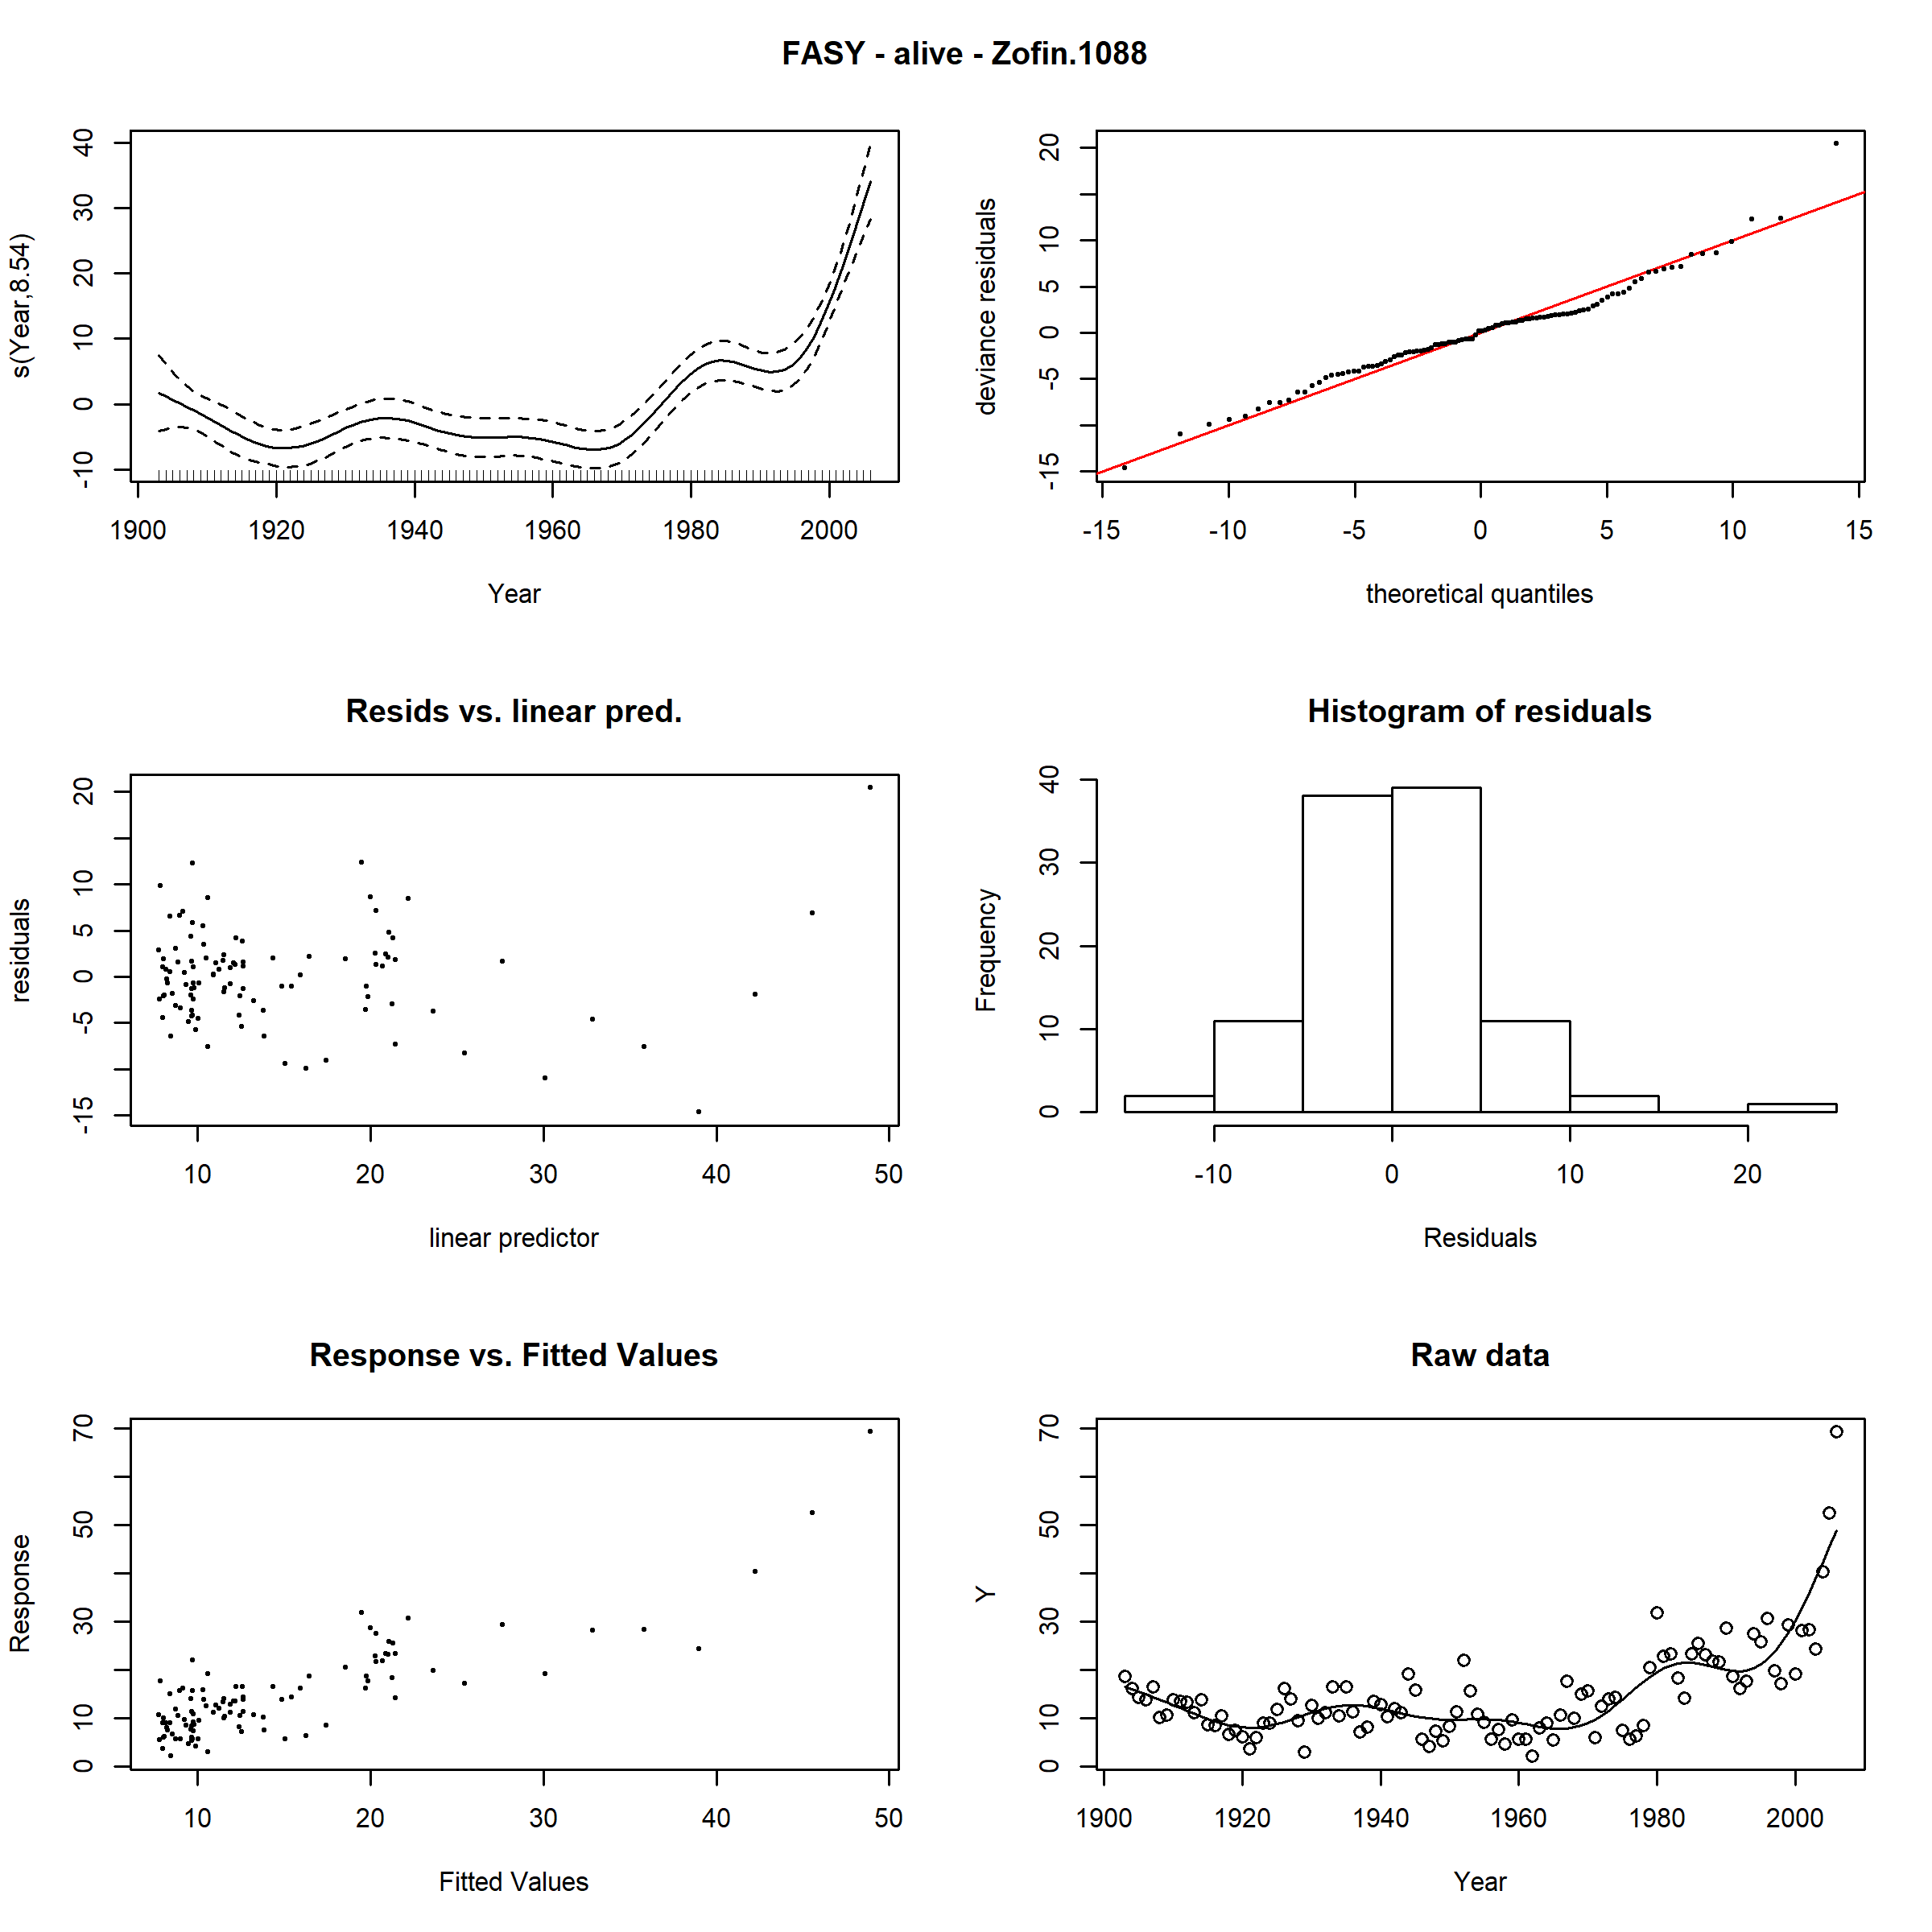 FASY - alive - Zofin.1088
s(Year,8.54)
-10 0 10 20 30 40
1900 1920 1940 1960 1980 2000
Year
deviance residuals
-15 -5 0 5 10 20
-15 -10 -5 0 5 10 15
theoretical quantiles
Resids vs. linear pred.
residuals
-15 -5 0 5 10 20
10 20 30 40 50
linear predictor
Histogram of residuals
Frequency
0 10 20 30 40
-10 0 10 20
Residuals
Response vs. Fitted Values
Response
0 10 30 50 70
10 20 30 40 50
Fitted Values
Raw data
Y
0 10 30 50 70
1900 1920 1940 1960 1980 2000
Year